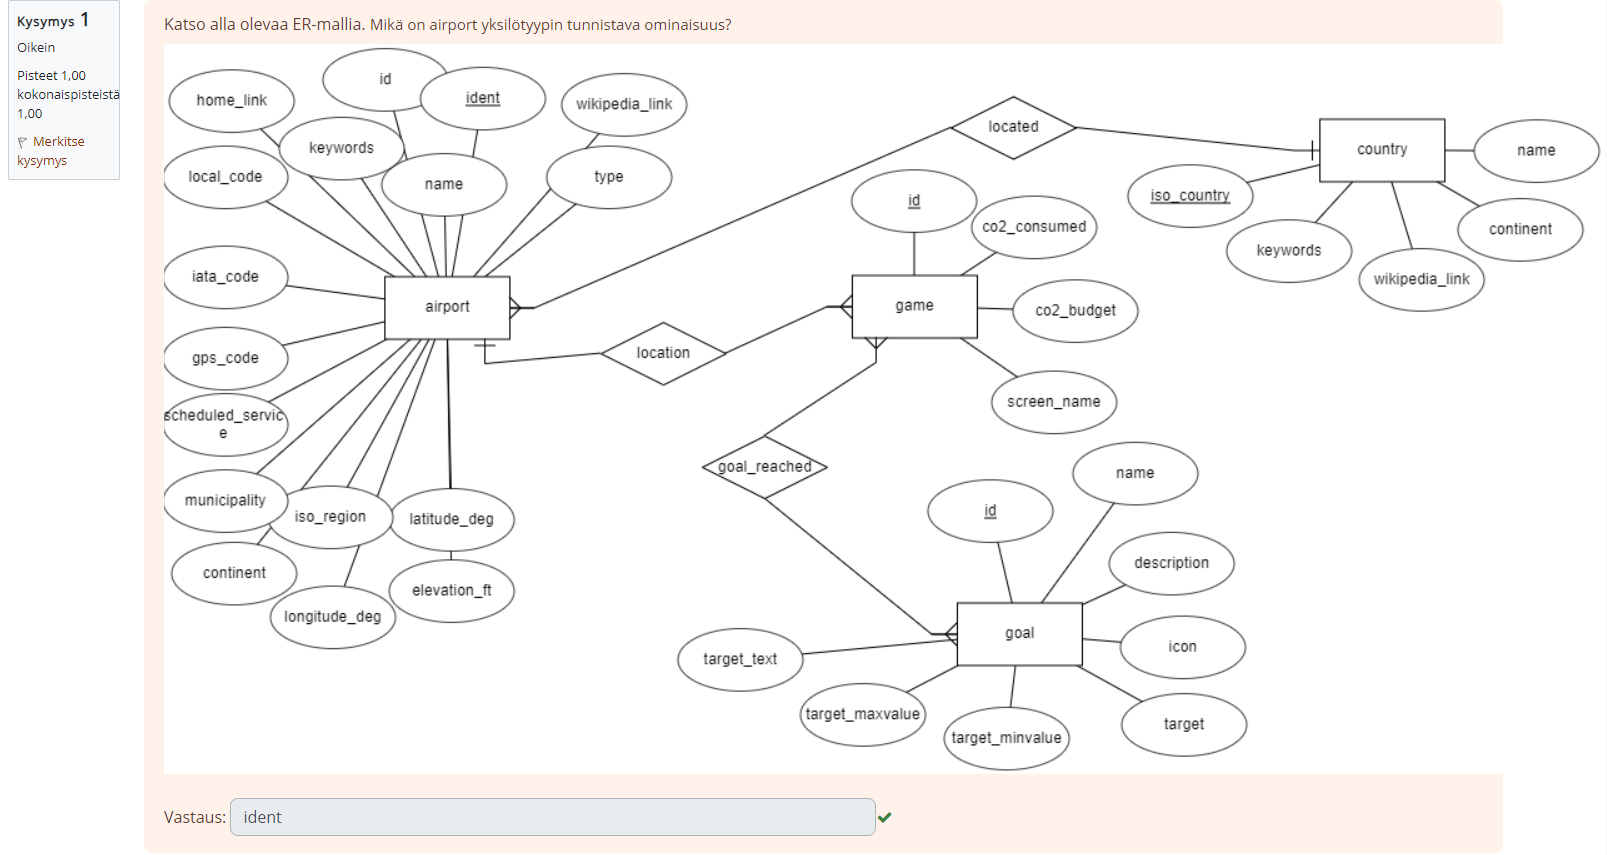 Kysymys 1
Oikein
Pisteet 1,00
kokonaispisteistä
1,00
Merkitse
kysymys
Katso alla olevaa ER-mallia. Mikä on airport yksilötyypin tunnistava ominaisuus?
home_link
id
ident
wikipedia_link
keywords
local_code
name
type
iata_code
airport
gps_code
scheduled_servic
e
municipality
iso_region
latitude_deg
continent
elevation_ft
longitude_deg
located
country
name
iso_country
keywords
continent
wikipedia_link
id
co2_consumed
game
co2_budget
location
screen_name
goal_reached
name
id
description
goal
icon
target_text
target_maxvalue
target_minvalue
target
Vastaus: ident